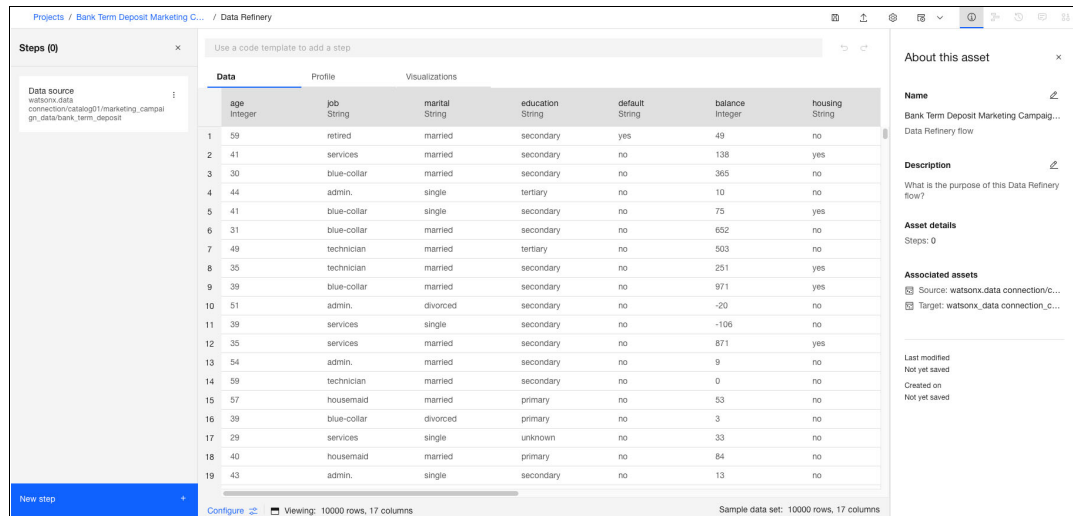 Projects / Bank Term Deposit Marketing C... / Data Refinery
Steps (0)
Data source
watsonx.data
connection/catalog01/marketing_campai
gn_data/bank_term_deposit
New step +
Use a code template to add a step
Data Profile Visualizations
age job marital education default balance housing
Integer String String String String Integer String
1 59 retired married secondary yes 49 no
2 41 services married secondary no 138 yes
3 30 blue-collar married secondary no 365 no
4 44 admin. single tertiary no 10 no
5 41 blue-collar single secondary no 75 yes
6 31 blue-collar married secondary no 652 no
7 49 technician married tertiary no 503 no
8 35 technician married secondary no 251 yes
9 39 blue-collar married secondary no 971 yes
10 51 admin. divorced secondary no -20 no
11 39 services single secondary no -106 no
12 35 services married secondary no 871 yes
13 54 admin. married secondary no 9 no
14 59 technician married secondary no 0 no
15 57 housemaid married primary no 53 no
16 39 blue-collar divorced primary no 3 no
17 29 services single unknown no 33 no
18 40 housemaid married primary no 84 no
19 43 admin. single secondary no 13 no
Configure Viewing: 10000 rows, 17 columns Sample data set: 10000 rows, 17 columns
About this asset
Name
Bank Term Deposit Marketing Campaig...
Data Refinery flow
Description
What is the purpose of this Data Refinery
flow?
Asset details
Steps: 0
Associated assets
Source: watsonx.data connection/c...
Target: watsonx_data connection_c...
Last modified
Not yet saved
Created on
Not yet saved